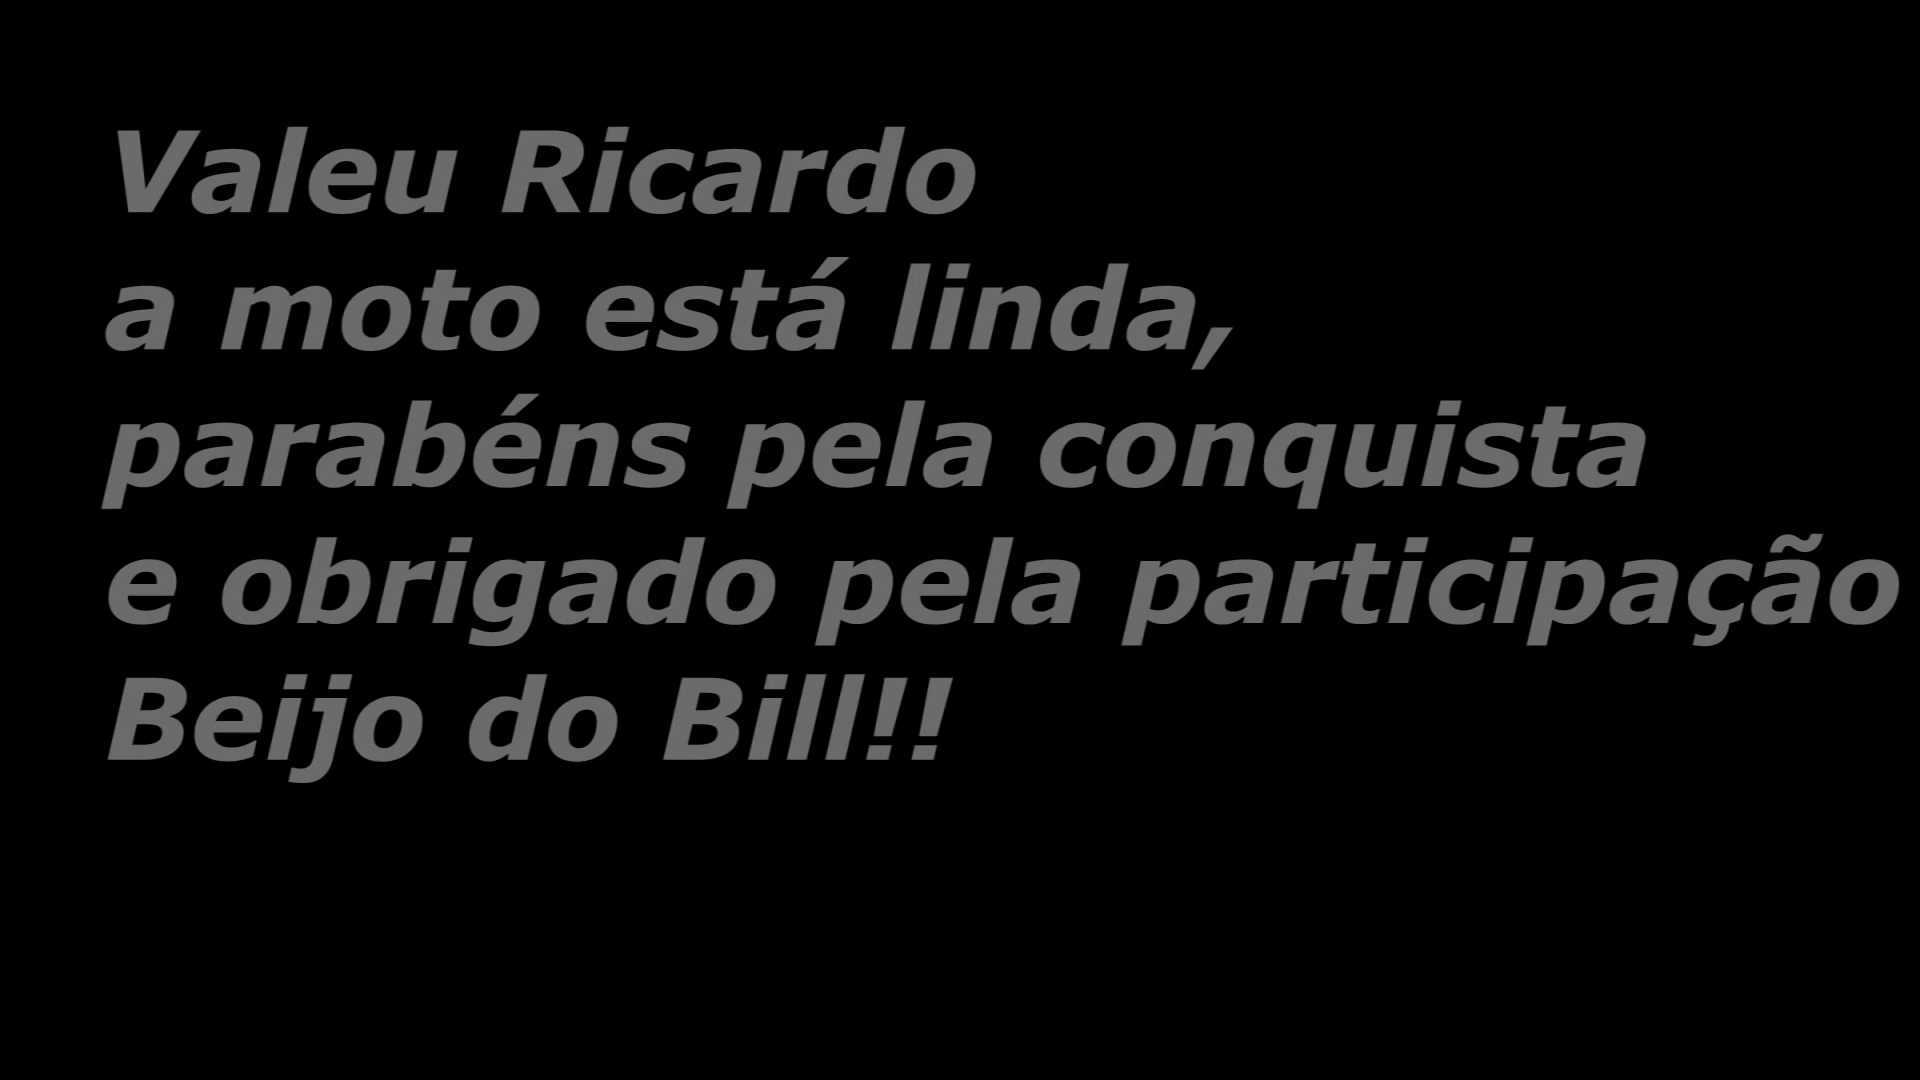 Valeu Ricardo
a moto está linda,
parabéns pela conquista
e obrigado pela participação
Beijo do Bill!!